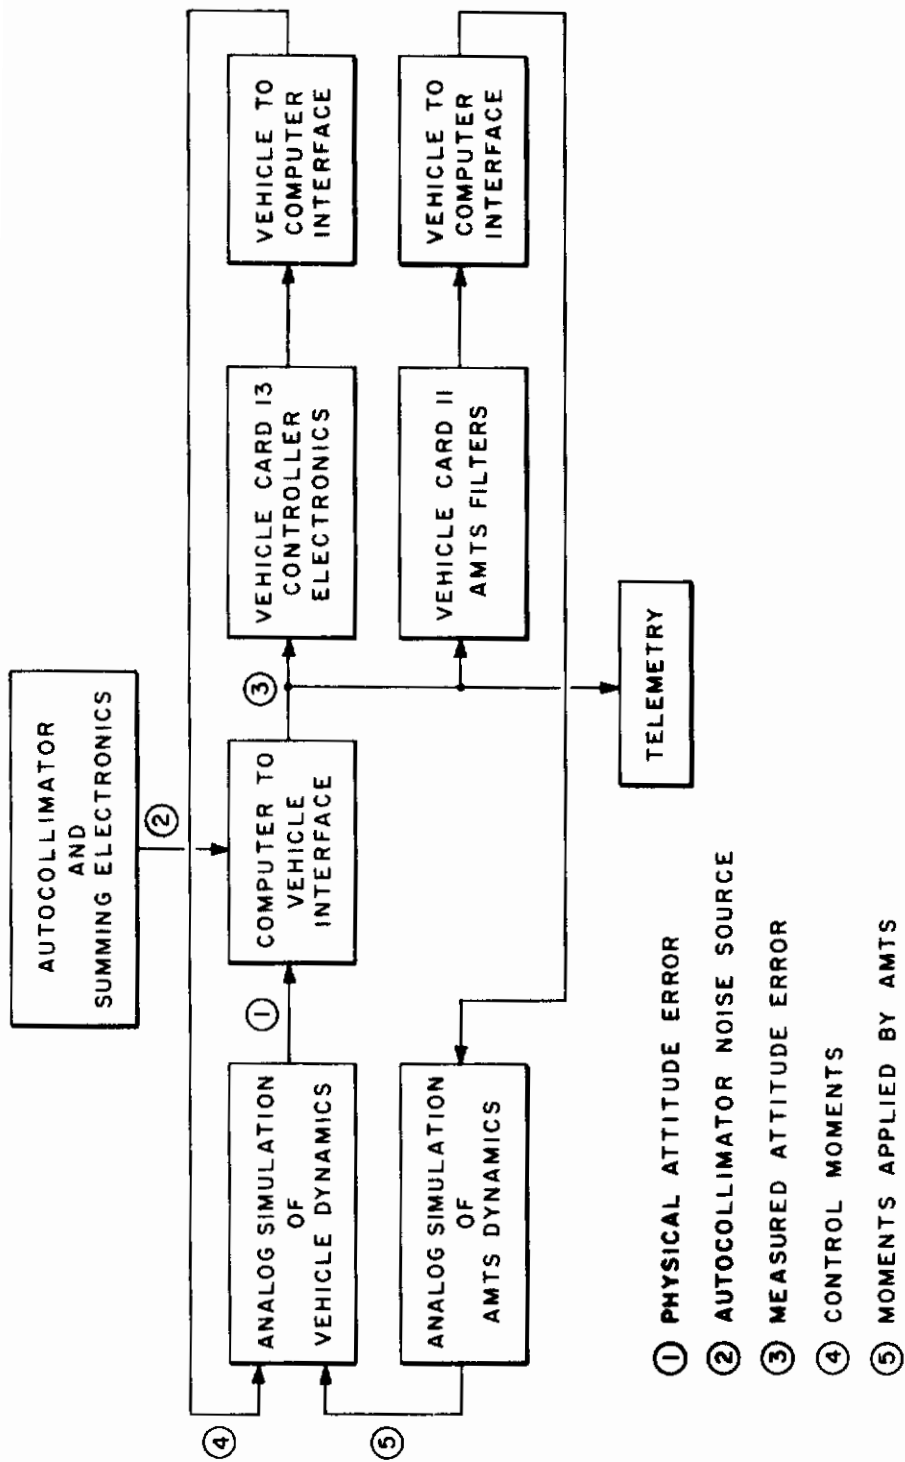 AUTOCOLLIMATOR
AND
SUMMING ELECTRONICS
②
④
ANALOG SIMULATION
OF
VEHICLE DYNAMICS
①
COMPUTER TO
VEHICLE
INTERFACE
③
VEHICLE CARD 13
CONTROLLER
ELECTRONICS
VEHICLE TO
COMPUTER
INTERFACE
⑤
ANALOG SIMULATION
OF
AMTS DYNAMICS
VEHICLE CARD 11
AMTS FILTERS
VEHICLE TO
COMPUTER
INTERFACE
TELEMETRY
① PHYSICAL ATTITUDE ERROR
② AUTOCOLLIMATOR NOISE SOURCE
③ MEASURED ATTITUDE ERROR
④ CONTROL MOMENTS
⑤ MOMENTS APPLIED BY AMTS